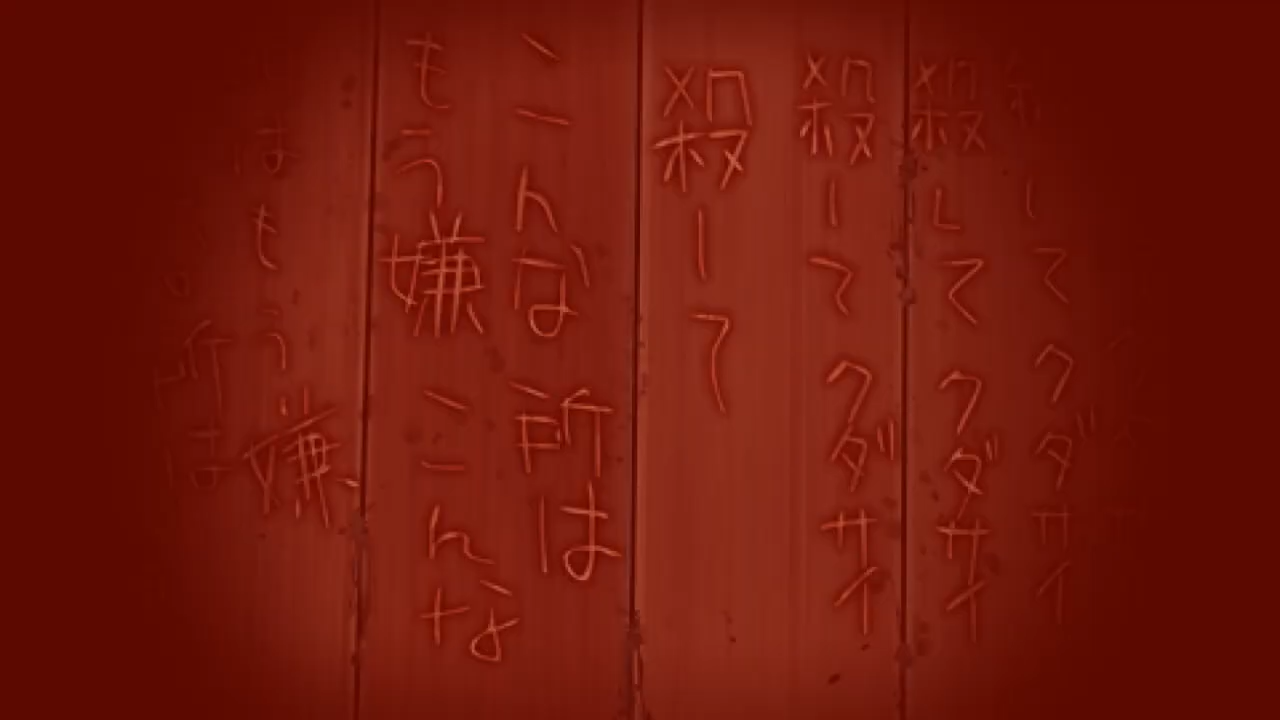 してクダサイ
殺してクダサイ
殺してクダサイ
殺して
こんな所は
もう嫌こんな
はもう嫌
所は